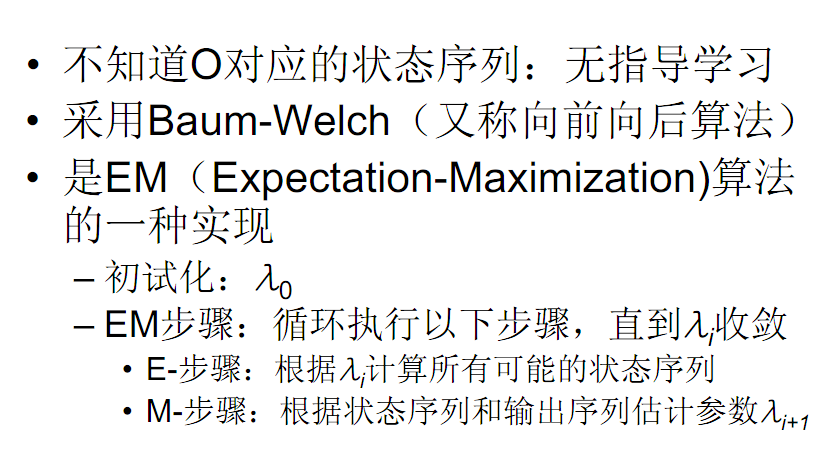 • 不知道O对应的状态序列：无指导学习
• 采用Baum-Welch（又称向前向后算法）
• 是EM（Expectation-Maximization)算法
的一种实现
– 初试化：λ0
– EM步骤：循环执行以下步骤，直到λi收敛
• E-步骤：根据λi计算所有可能的状态序列
• M-步骤：根据状态序列和输出序列估计参数λi+1